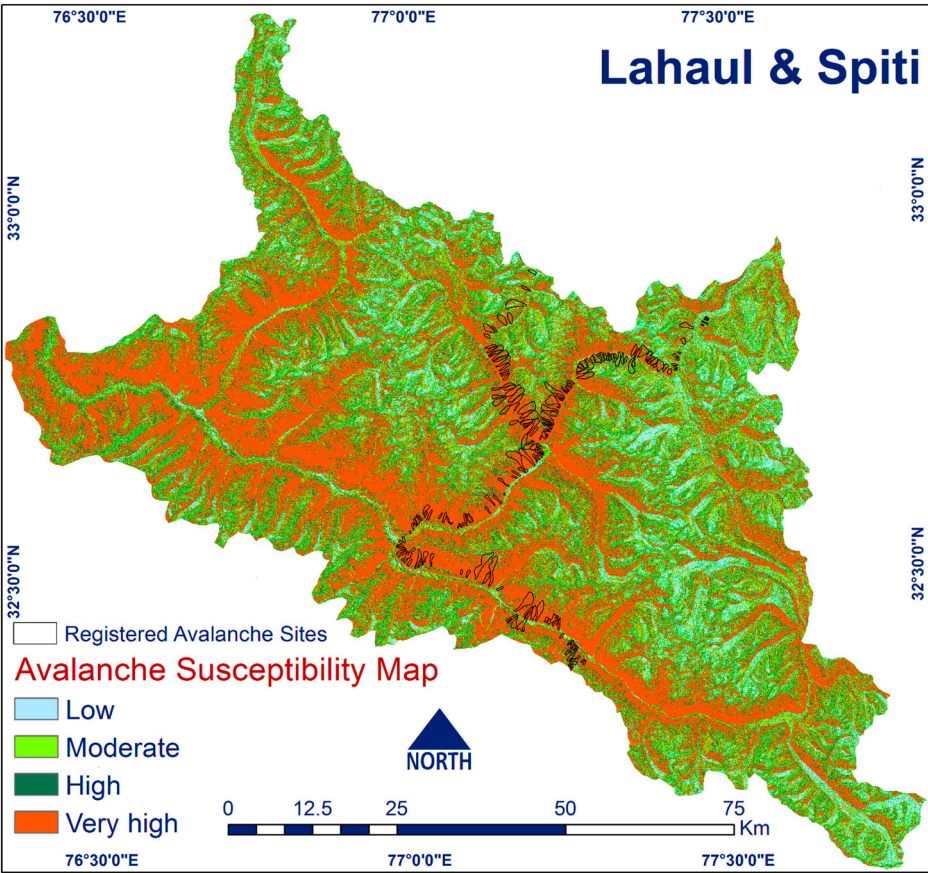 76°30'0"E 77°0'0"E 77°30'0"E
Lahaul & Spiti
33°0'0"N 33°0'0"N
32°30'0"N 32°30'0"N
Registered Avalanche Sites
Avalanche Susceptibility Map
Low
Moderate
High
Very high
NORTH
0 12.5 25 50 75
Km
76°30'0"E 77°0'0"E 77°30'0"E